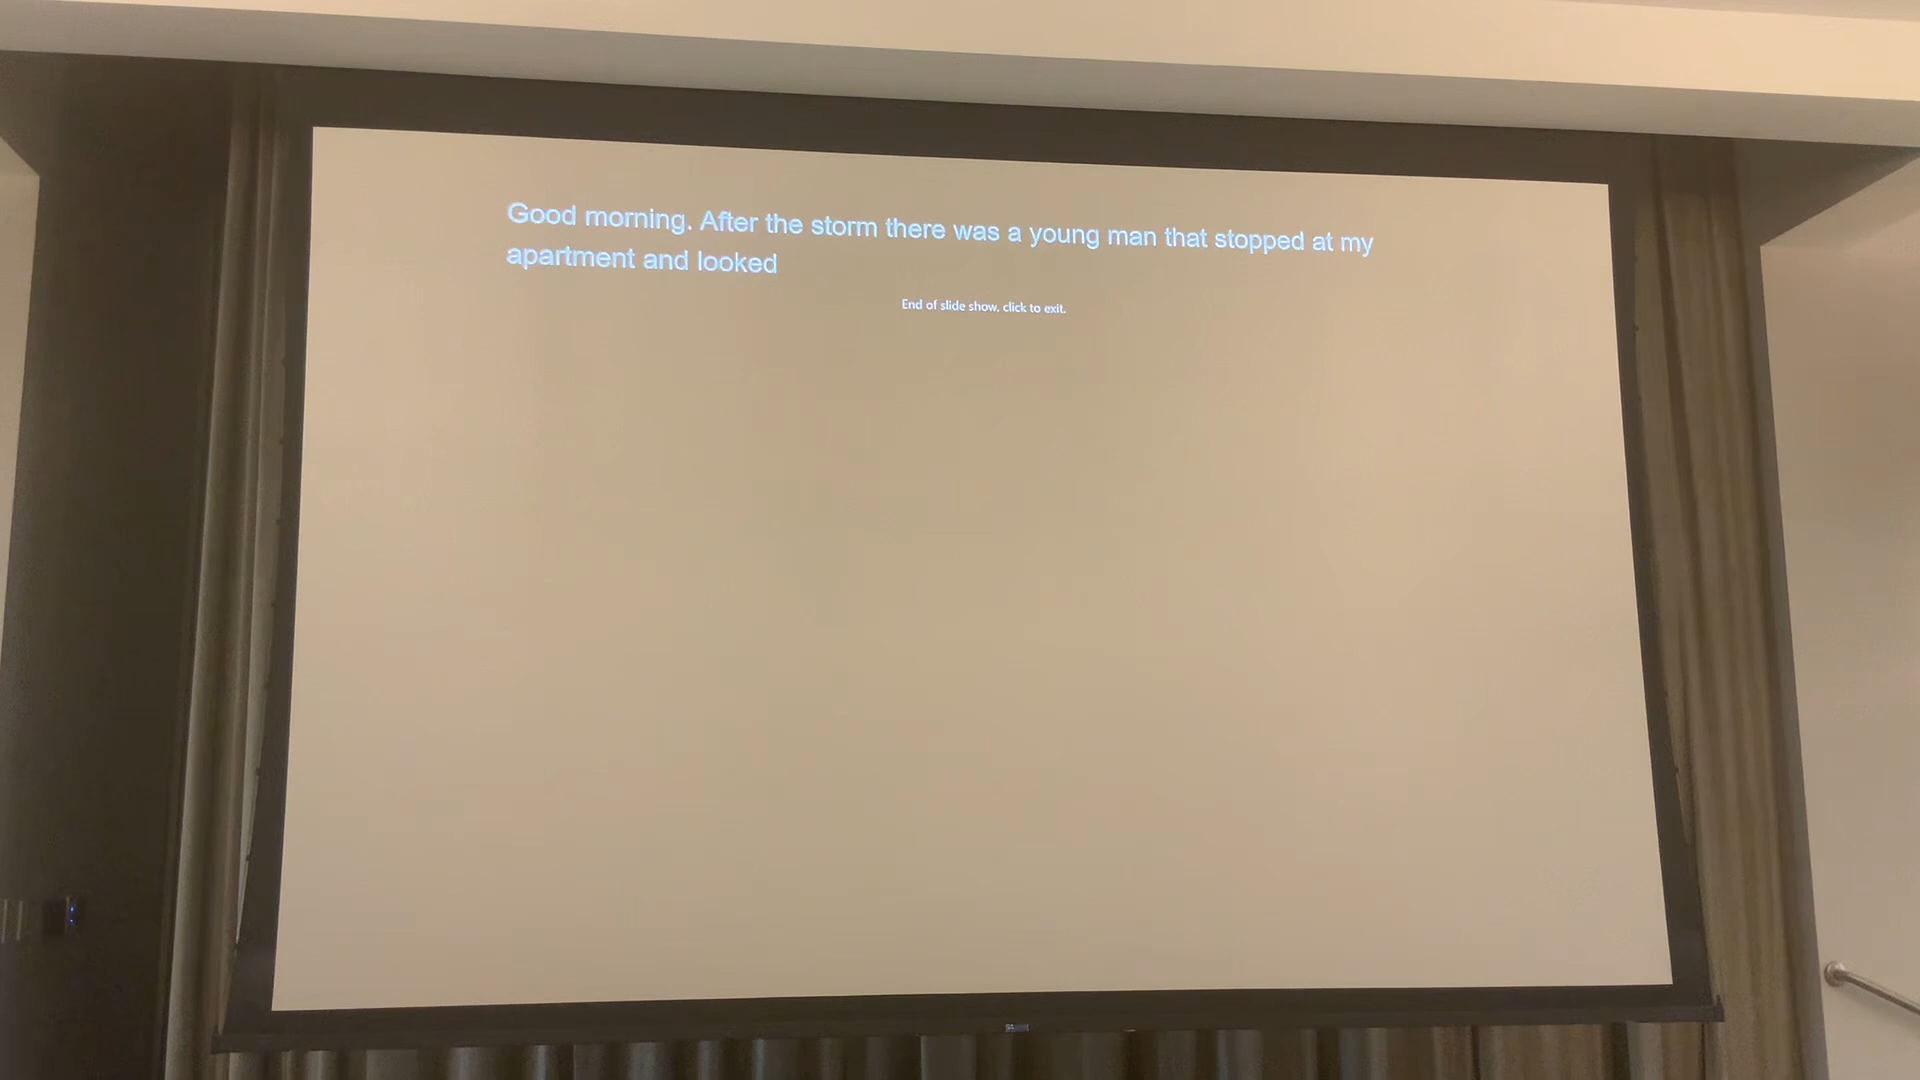 Good morning. After the storm there was a young man that stopped at my
apartment and looked
End of slide show, click to exit.